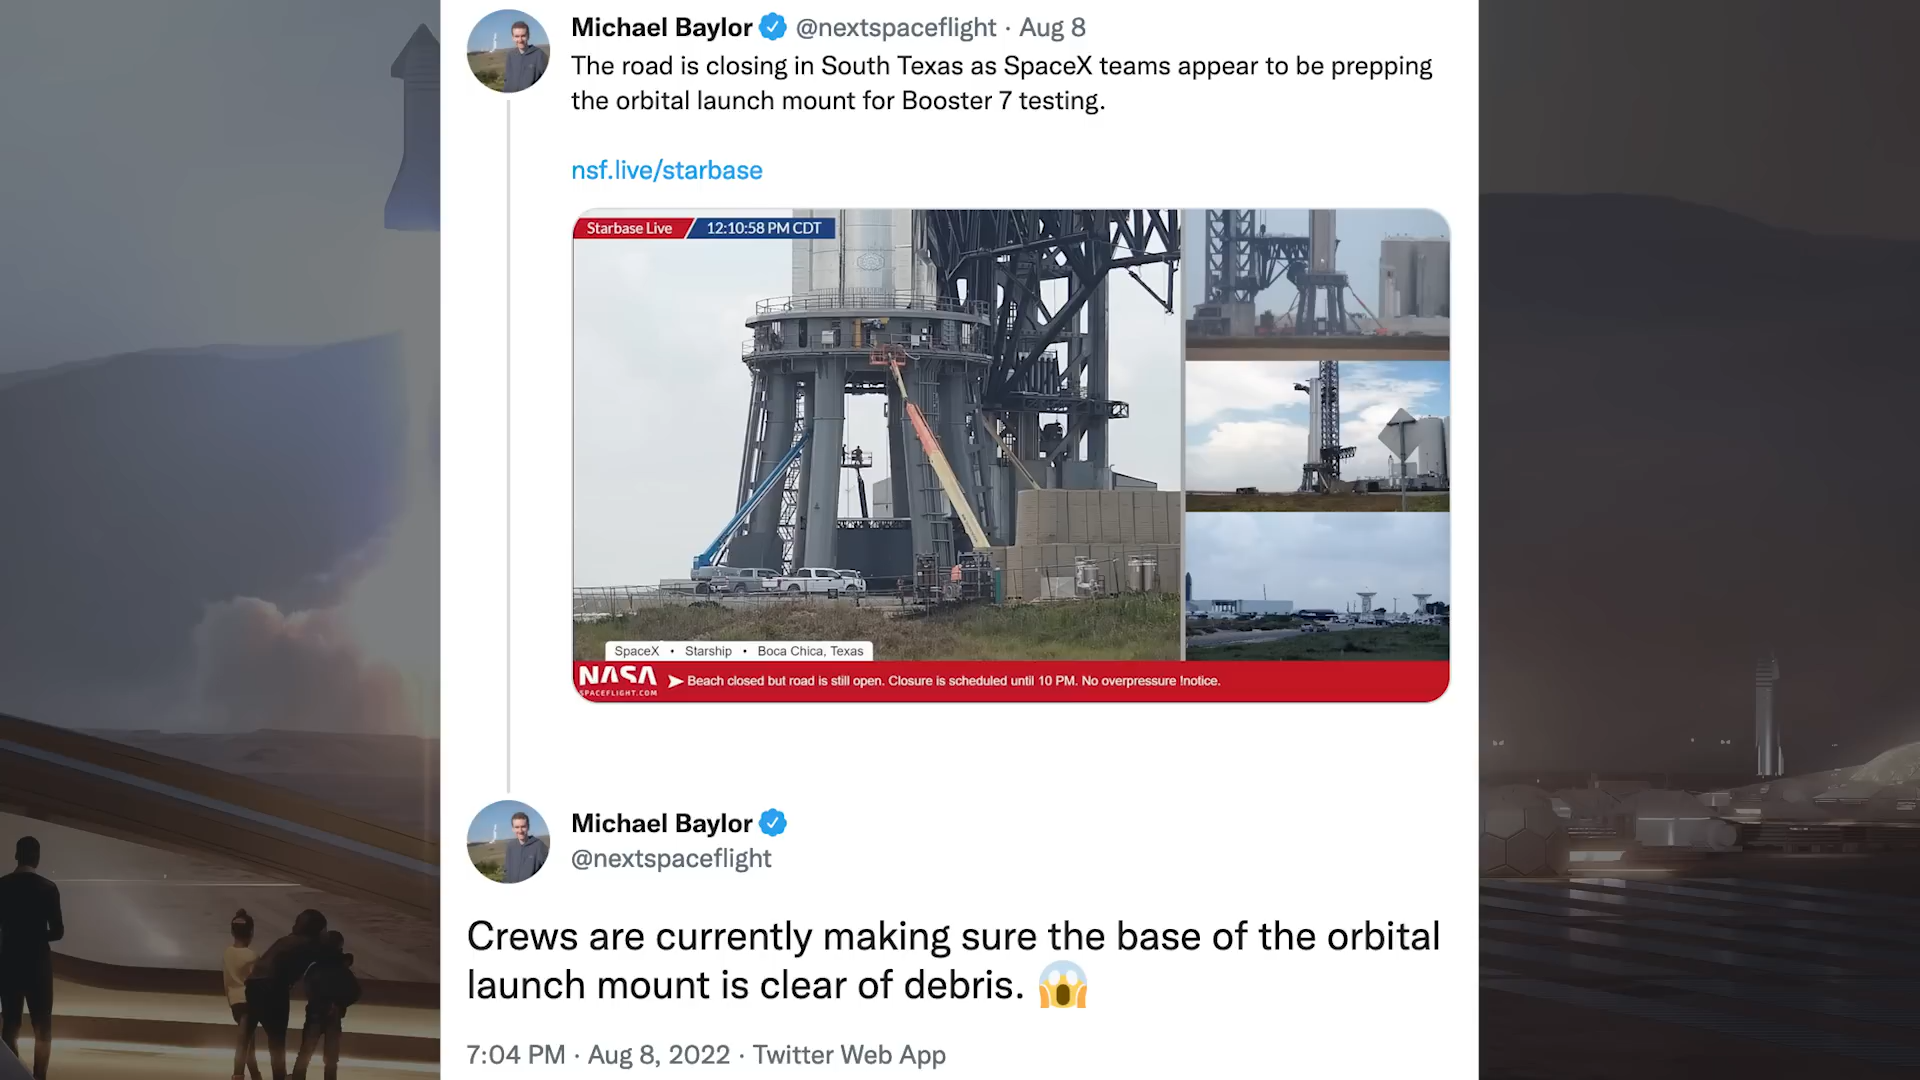 Michael Baylor @nextspaceflight · Aug 8
The road is closing in South Texas as SpaceX teams appear to be prepping
the orbital launch mount for Booster 7 testing.
nsf.live/starbase
Starbase Live 12:10:58 PM CDT
SpaceX • Starship • Boca Chica, Texas
NASA
SPACEFLIGHT.COM
Beach closed but road is still open. Closure is scheduled until 10 PM. No overpressure !notice.
Michael Baylor
@nextspaceflight
Crews are currently making sure the base of the orbital
launch mount is clear of debris. 😱
7:04 PM · Aug 8, 2022 · Twitter Web App